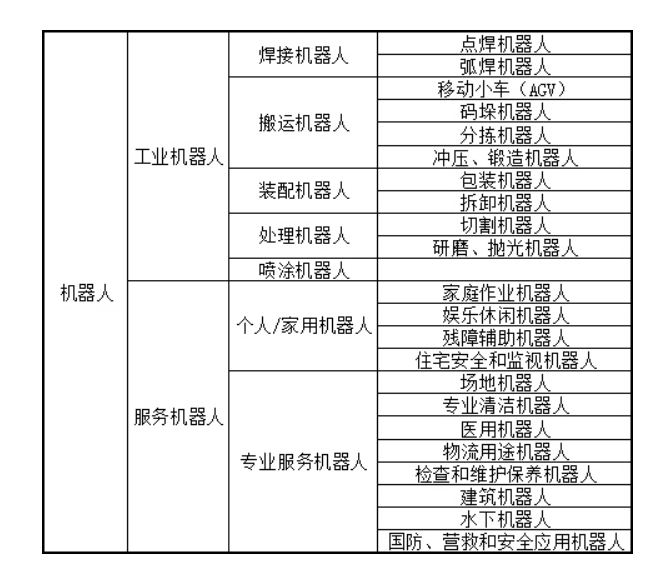 机器人
工业机器人
焊接机器人
点焊机器人
弧焊机器人
搬运机器人
移动小车（AGV）
码垛机器人
分拣机器人
冲压、锻造机器人
装配机器人
包装机器人
拆卸机器人
处理机器人
切割机器人
研磨、抛光机器人
喷涂机器人
服务机器人
个人/家用机器人
家庭作业机器人
娱乐休闲机器人
残障辅助机器人
住宅安全和监视机器人
专业服务机器人
场地机器人
专业清洁机器人
医用机器人
物流用途机器人
检查和维护保养机器人
建筑机器人
水下机器人
国防、营救和安全应用机器人